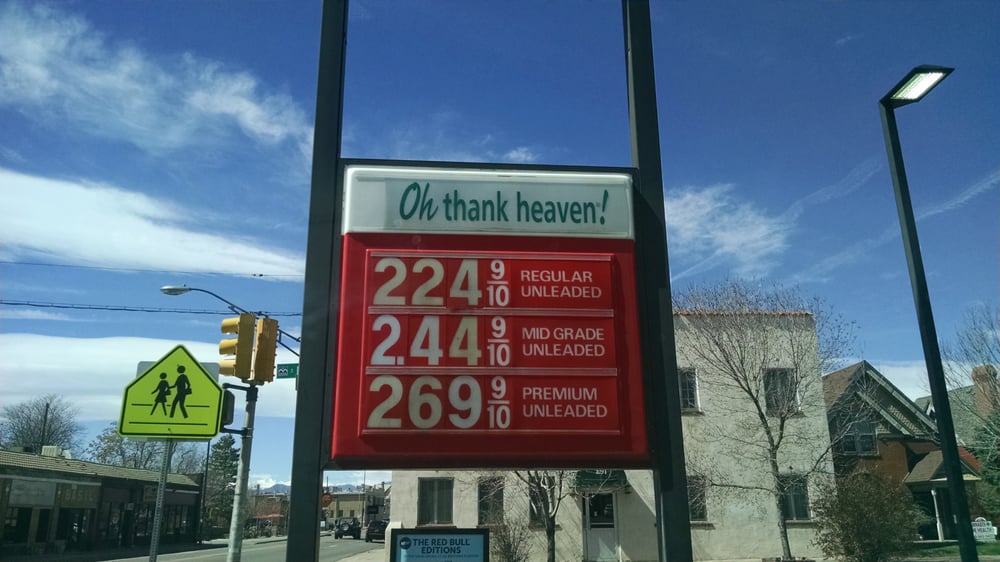 Oh thank heaven!
224 9/10 REGULAR
UNLEADED
2.44 9/10 MID GRADE
UNLEADED
269 9/10 PREMIUM
UNLEADED
THE RED BULL
EDITIONS